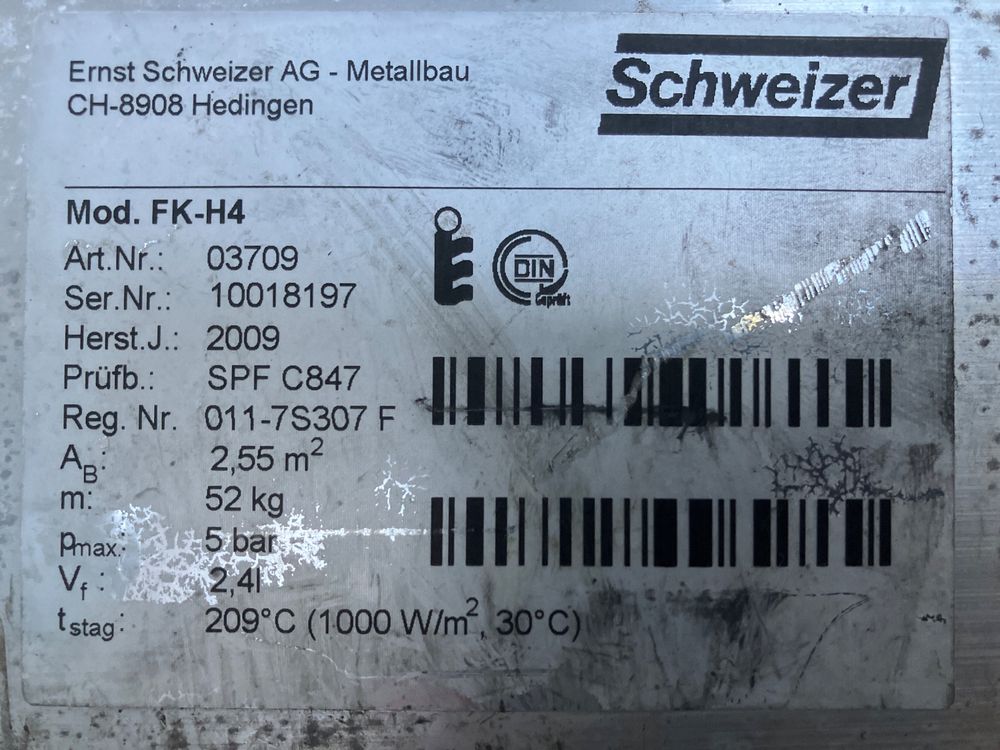 Ernst Schweizer AG - Metallbau
CH-8908 Hedingen
Schweizer
Mod. FK-H4
Art.Nr.: 03709
Ser.Nr.: 10018197
Herst.J.: 2009
Prüfb.: SPF C847
Reg. Nr. 011-7S307 F
A_B: 2,55 m²
m: 52 kg
pmax.: 5 bar
Vf : 2,4l
tstag: 209°C (1000 W/m², 30°C)
DIN
Geprüft